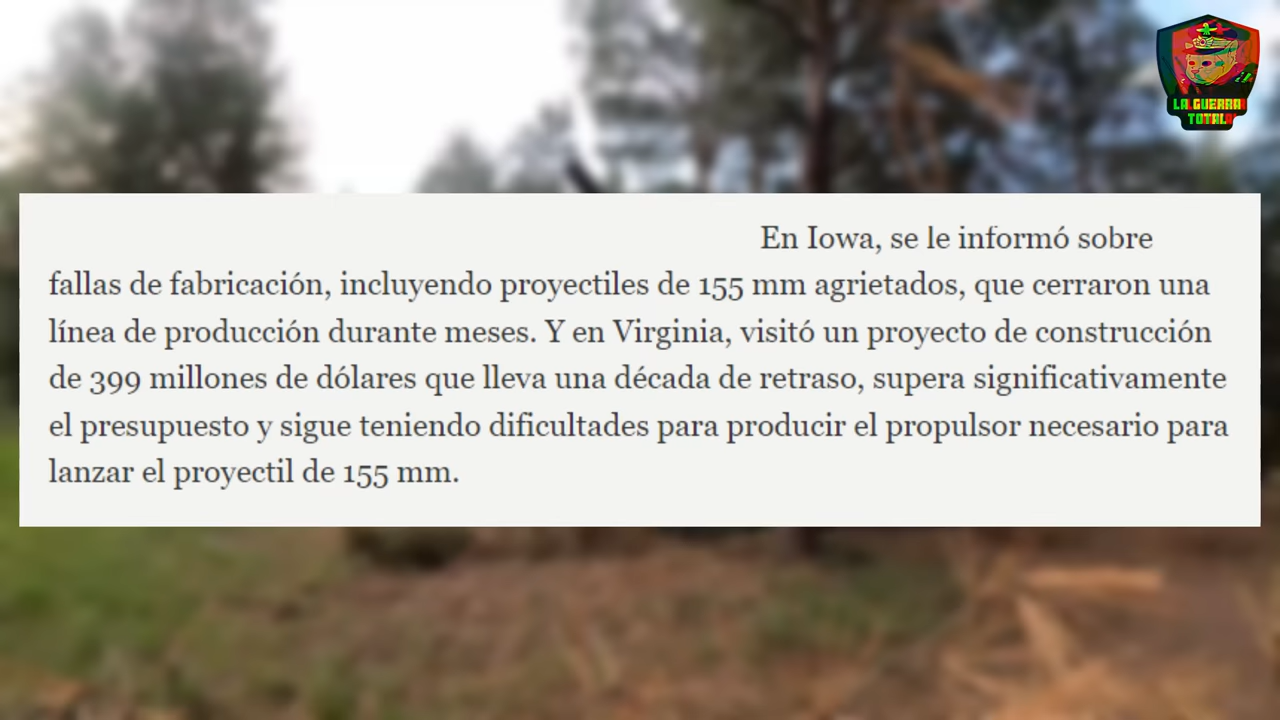 LA GUERRA
TOTAL
En Iowa, se le informó sobre
fallas de fabricación, incluyendo proyectiles de 155 mm agrietados, que cerraron una
línea de producción durante meses. Y en Virginia, visitó un proyecto de construcción
de 399 millones de dólares que lleva una década de retraso, supera significativamente
el presupuesto y sigue teniendo dificultades para producir el propulsor necesario para
lanzar el proyectil de 155 mm.